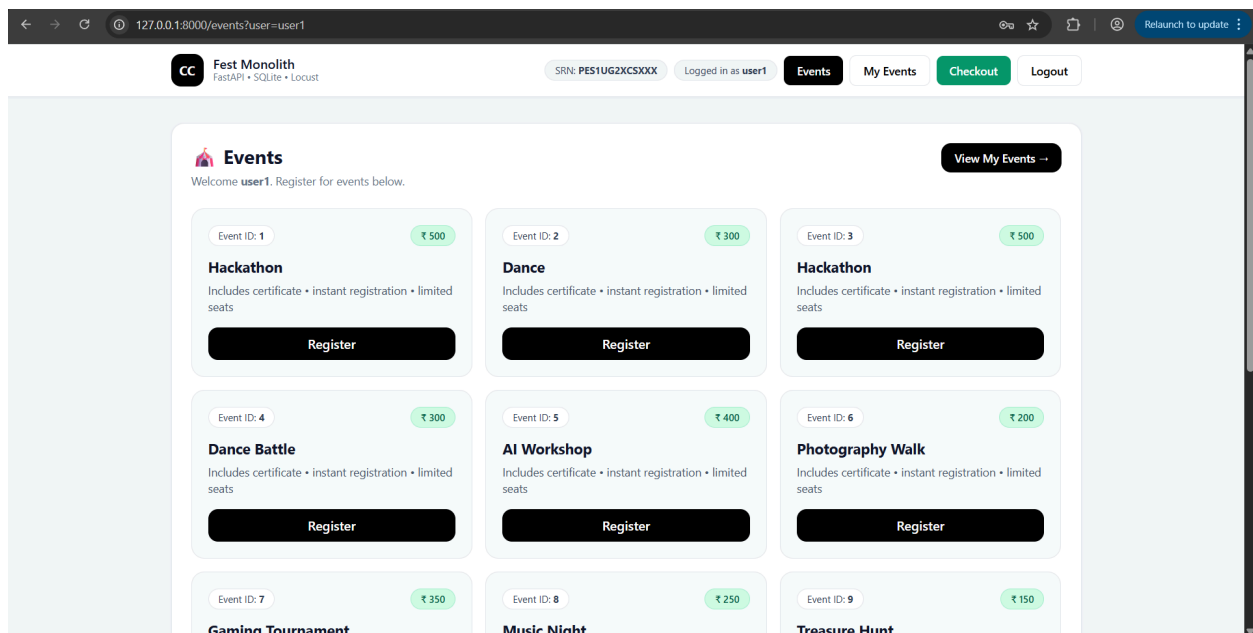 127.0.0.1:8000/events?user=user1
Relaunch to update
CC
Fest Monolith
FastAPI • SQLite • Locust
SRN: PES1UG2XCSXXX
Logged in as user1
Events
My Events
Checkout
Logout
Events
View My Events →
Welcome user1. Register for events below.
Event ID: 1
₹ 500
Hackathon
Includes certificate • instant registration • limited
seats
Register
Event ID: 2
₹ 300
Dance
Includes certificate • instant registration • limited
seats
Register
Event ID: 3
₹ 500
Hackathon
Includes certificate • instant registration • limited
seats
Register
Event ID: 4
₹ 300
Dance Battle
Includes certificate • instant registration • limited
seats
Register
Event ID: 5
₹ 400
AI Workshop
Includes certificate • instant registration • limited
seats
Register
Event ID: 6
₹ 200
Photography Walk
Includes certificate • instant registration • limited
seats
Register
Event ID: 7
₹ 350
Gaming Tournament
Event ID: 8
₹ 250
Music Night
Event ID: 9
₹ 150
Treasure Hunt